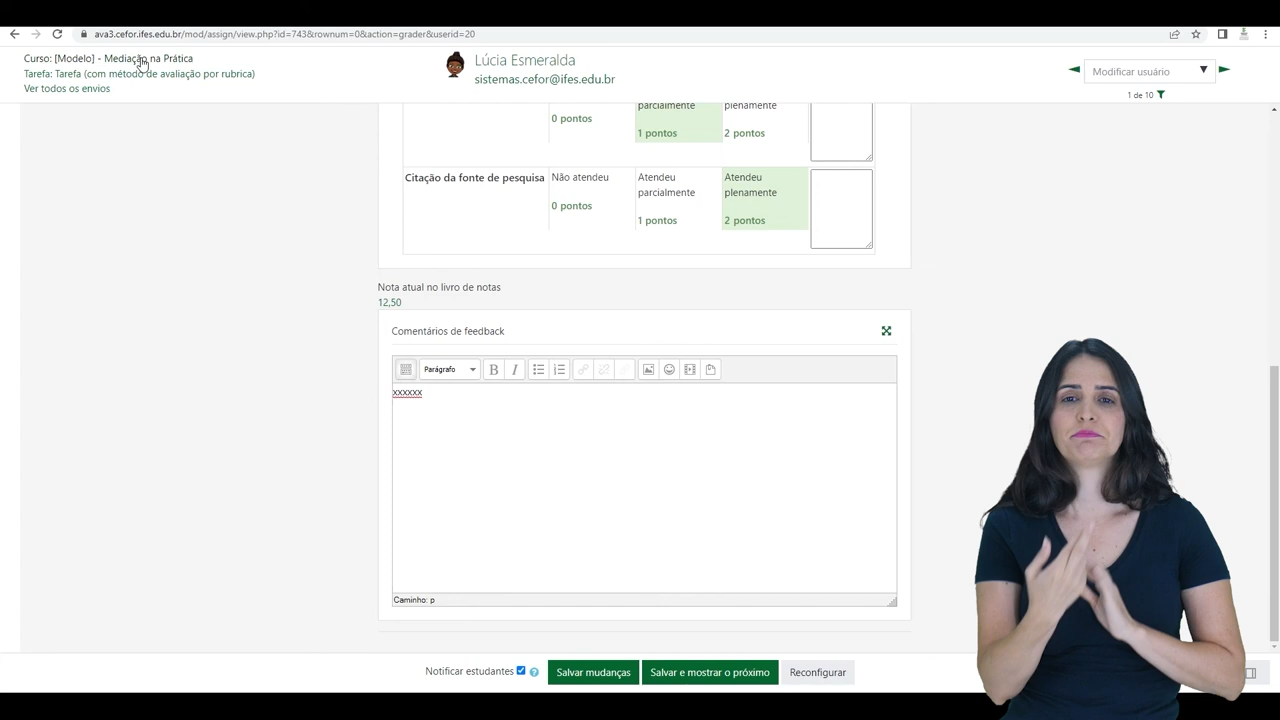 ava3.cefor.ifes.edu.br/mod/assign/view.php?id=743&rownum=0&action=grader&userid=20
Curso: [Modelo] - Mediação na Prática
Tarefa: Tarefa (com método de avaliação por rubrica)
Ver todos os envios
Lúcia Esmeralda
sistemas.cefor@ifes.edu.br
Modificar usuário
1 de 10
parcialmente
plenamente
0 pontos
1 pontos
2 pontos
Citação da fonte de pesquisa
Não atendeu
0 pontos
Atendeu
parcialmente
1 pontos
Atendeu
plenamente
2 pontos
Nota atual no livro de notas
12,50
Comentários de feedback
Parágrafo
B I
xxxxxx
Caminho: p
Notificar estudantes
Salvar mudanças
Salvar e mostrar o próximo
Reconfigurar